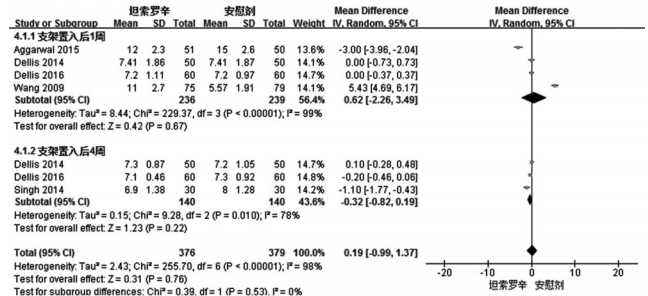 坦索罗辛 安慰剂 Mean Difference Mean Difference
Study or Subgroup Mean SD Total Mean SD Total Weight IV, Random, 95% CI IV, Random, 95% CI
4.1.1 支架置入后1周
Aggarwal 2015 12 2.3 51 15 2.6 50 13.6% -3.00 [-3.96, -2.04]
Dellis 2014 7.41 1.86 50 7.41 1.87 50 14.2% 0.00 [-0.73, 0.73]
Dellis 2016 7.2 1.11 60 7.2 0.97 60 14.7% 0.00 [-0.37, 0.37]
Wang 2009 11 2.7 75 5.57 1.91 79 14.2% 5.43 [4.69, 6.17]
Subtotal (95% CI) 236 239 56.4% 0.62 [-2.26, 3.49]
Heterogeneity: Tau² = 8.44; Chi² = 229.37, df = 3 (P < 0.00001); I² = 99%
Test for overall effect: Z = 0.42 (P = 0.67)
4.1.2 支架置入后4周
Dellis 2014 7.3 0.87 50 7.2 1.05 50 14.7% 0.10 [-0.28, 0.48]
Dellis 2016 7.1 0.46 60 7.3 0.92 60 14.7% -0.20 [-0.46, 0.06]
Singh 2014 6.9 1.38 30 8 1.28 30 14.2% -1.10 [-1.77, -0.43]
Subtotal (95% CI) 140 140 43.6% -0.32 [-0.82, 0.19]
Heterogeneity: Tau² = 0.15; Chi² = 9.28, df = 2 (P = 0.010); I² = 78%
Test for overall effect: Z = 1.23 (P = 0.22)
Total (95% CI) 376 379 100.0% 0.19 [-0.99, 1.37]
Heterogeneity: Tau² = 2.43; Chi² = 255.70, df = 6 (P < 0.00001); I² = 98%
Test for overall effect: Z = 0.31 (P = 0.76)
Test for subgroup differences: Chi² = 0.39, df = 1 (P = 0.53), I² = 0%
-20 -10 0 10 20
坦索罗辛 安慰剂